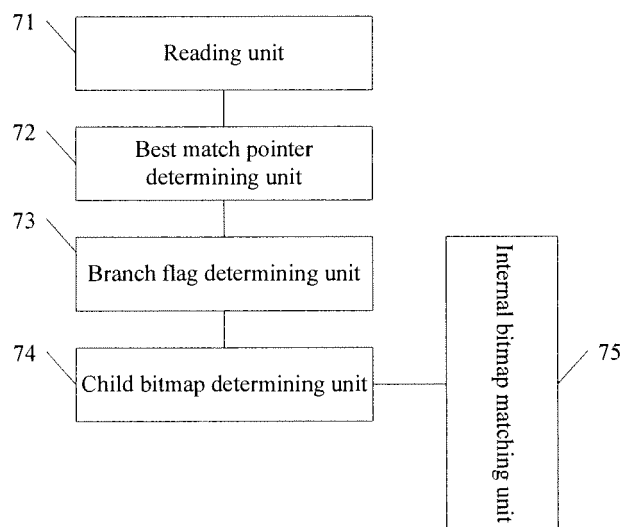 71
Reading unit
72
Best match pointer
determining unit
73
Branch flag determining unit
74
Child bitmap determining unit
75
Internal bitmap matching unit